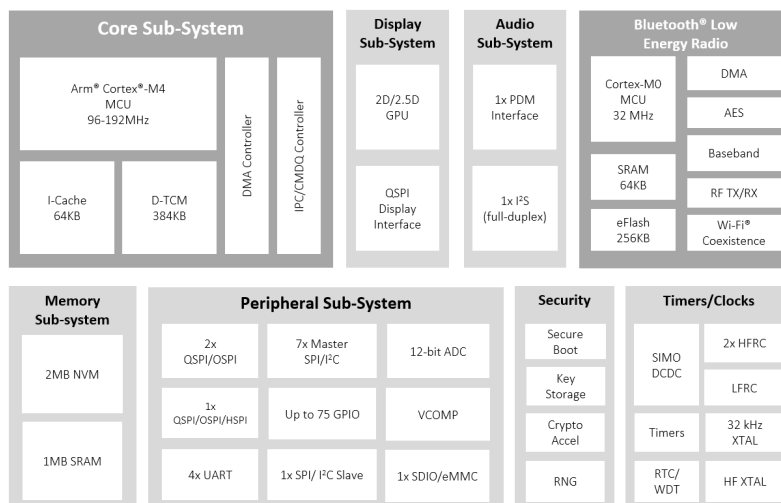 Core Sub-System
Arm® Cortex®-M4
MCU
96-192MHz
I-Cache
64KB
D-TCM
384KB
DMA Controller
IPC/CMDQ Controller
Display
Sub-System
2D/2.5D
GPU
QSPI
Display
Interface
Audio
Sub-System
1x PDM
Interface
1x I²S
(full-duplex)
Bluetooth® Low
Energy Radio
Cortex-M0
MCU
32 MHz
SRAM
64KB
eFlash
256KB
DMA
AES
Baseband
RF TX/RX
Wi-Fi®
Coexistence
Memory
Sub-system
2MB NVM
1MB SRAM
Peripheral Sub-System
2x
QSPI/OSPI
7x Master
SPI/I²C
12-bit ADC
1x
QSPI/OSPI/HSPI
Up to 75 GPIO
VCOMP
4x UART
1x SPI/ I²C Slave
1x SDIO/eMMC
Security
Secure
Boot
Key
Storage
Crypto
Accel
RNG
Timers/Clocks
SIMO
DCDC
2x HFRC
LFRC
Timers
32 kHz
XTAL
RTC/
WDT
HF XTAL